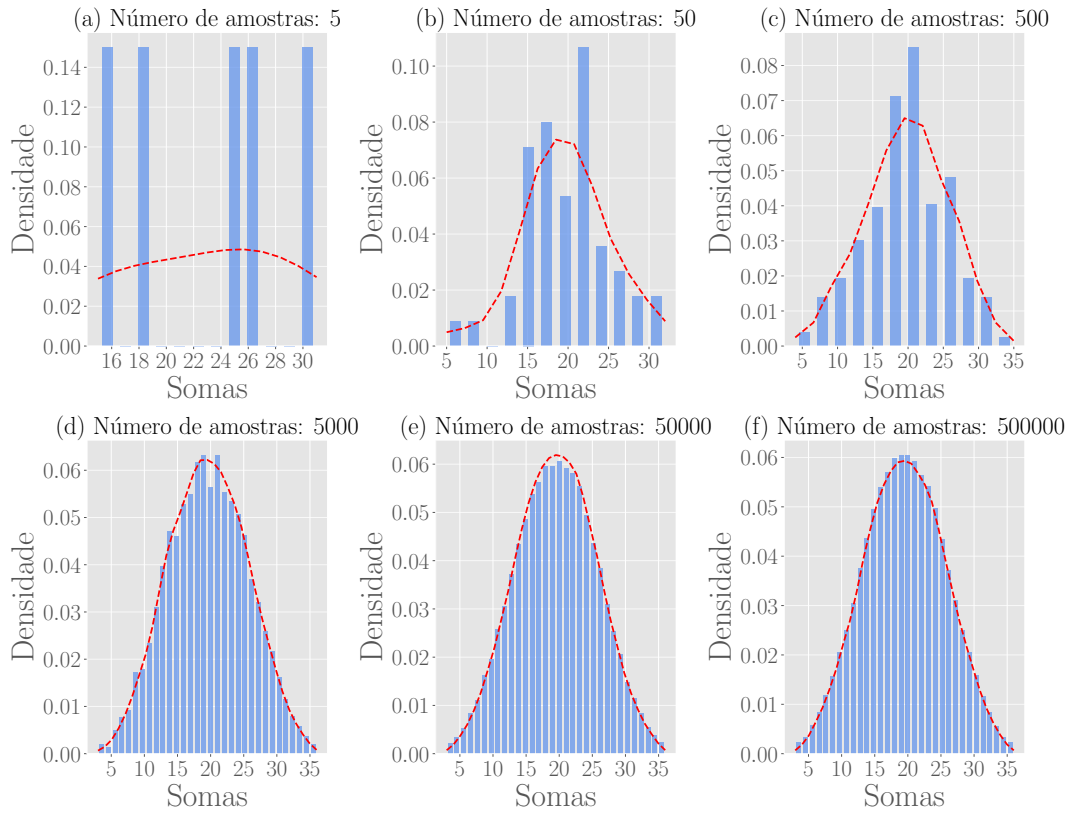 (a) Número de amostras: 5
0.14
0.12
0.10
0.08
0.06
0.04
0.02
0.00
Densidade
16 18 20 22 24 26 28 30
Somas
(b) Número de amostras: 50
0.10
0.08
0.06
0.04
0.02
0.00
Densidade
5 10 15 20 25 30
Somas
(c) Número de amostras: 500
0.08
0.07
0.06
0.05
0.04
0.03
0.02
0.01
0.00
Densidade
5 10 15 20 25 30 35
Somas
(d) Número de amostras: 5000
0.06
0.05
0.04
0.03
0.02
0.01
0.00
Densidade
5 10 15 20 25 30 35
Somas
(e) Número de amostras: 50000
0.06
0.05
0.04
0.03
0.02
0.01
0.00
Densidade
5 10 15 20 25 30 35
Somas
(f) Número de amostras: 500000
0.06
0.05
0.04
0.03
0.02
0.01
0.00
Densidade
5 10 15 20 25 30 35
Somas